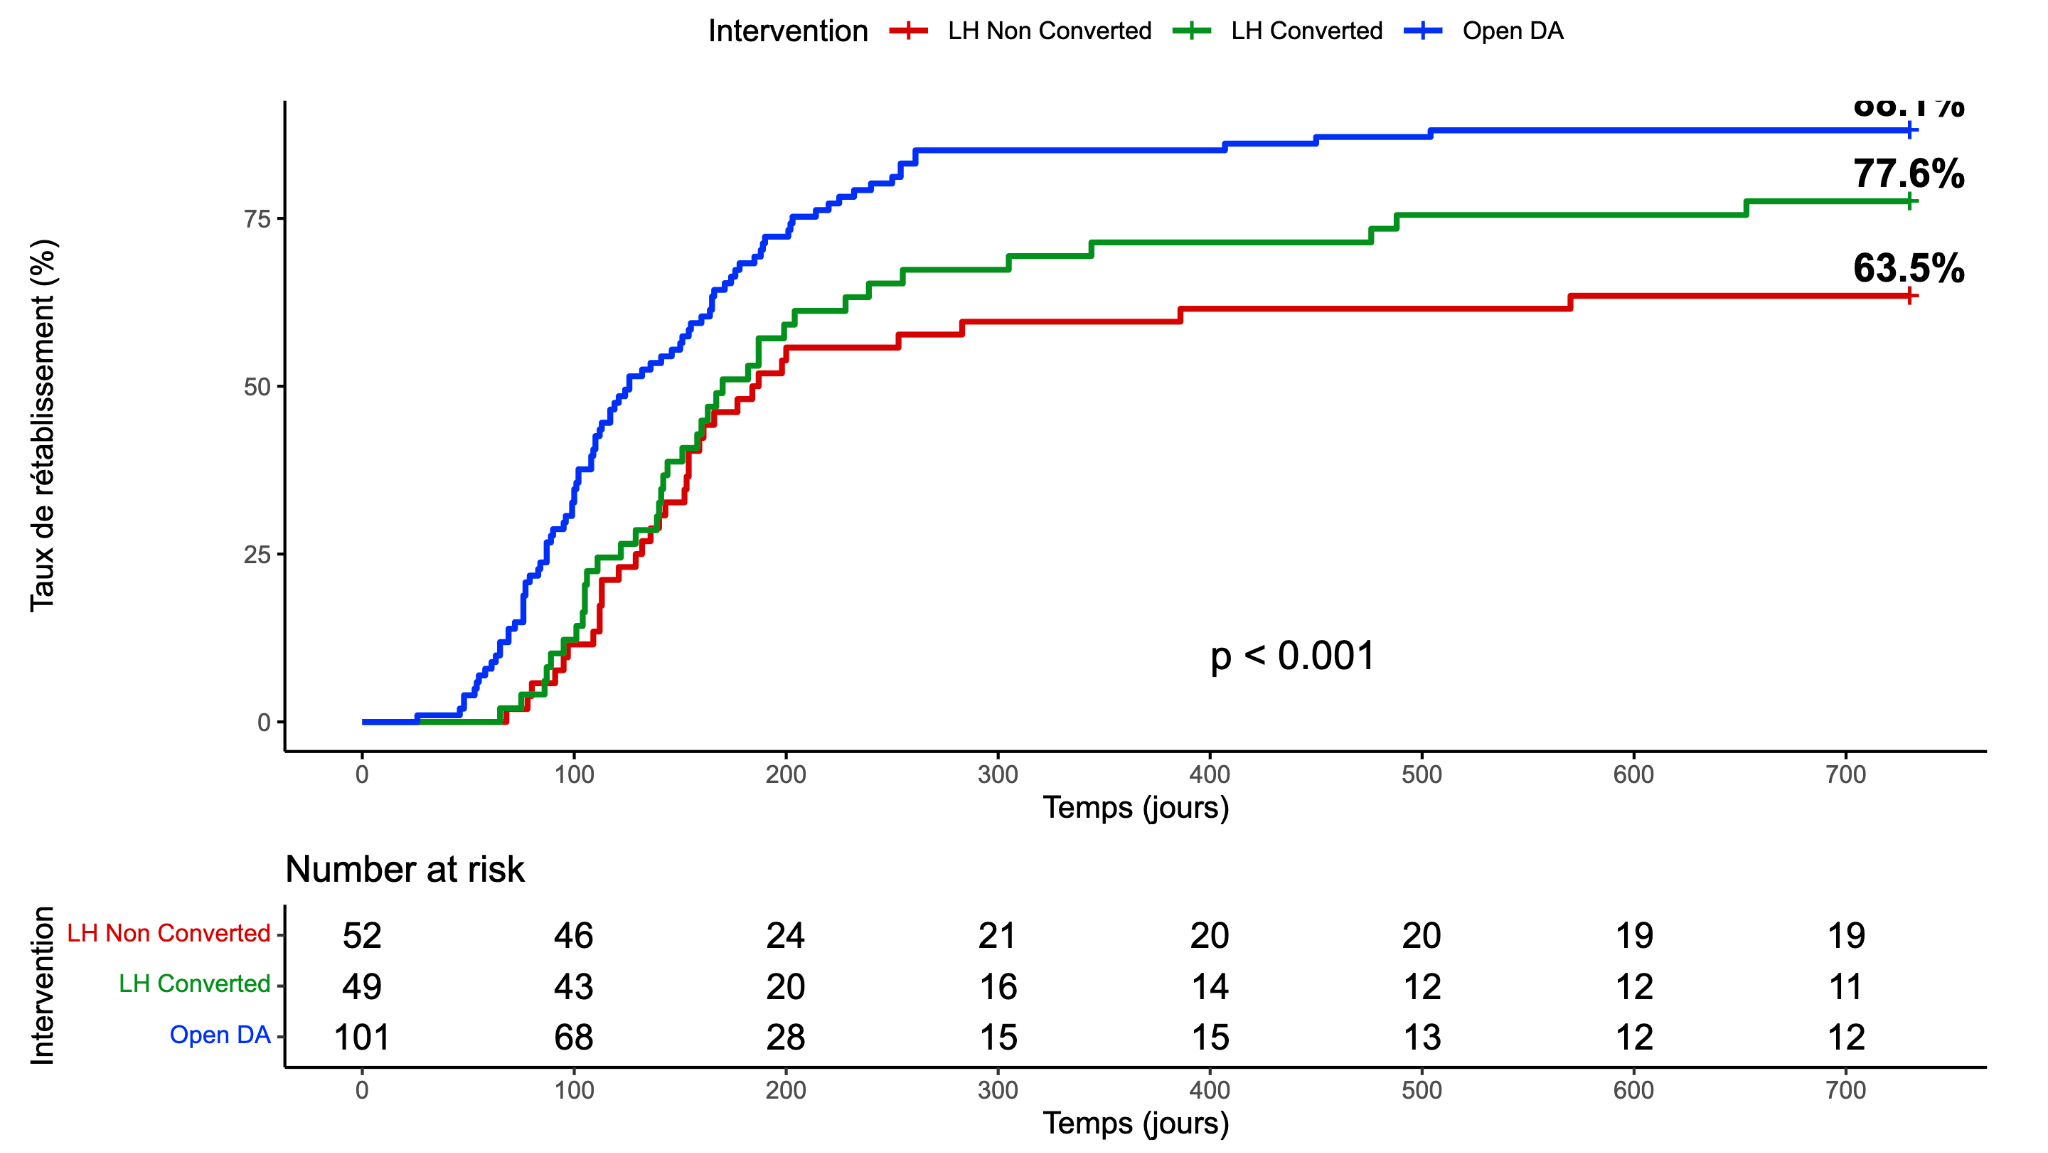 Intervention LH Non Converted LH Converted Open DA
Taux de rétablissement (%)
88.1%
77.6%
75
63.5%
50
25
p < 0.001
0
0 100 200 300 400 500 600 700
Temps (jours)
Number at risk
Intervention
LH Non Converted 52 46 24 21 20 20 19 19
LH Converted 49 43 20 16 14 12 12 11
Open DA 101 68 28 15 15 13 12 12
0 100 200 300 400 500 600 700
Temps (jours)